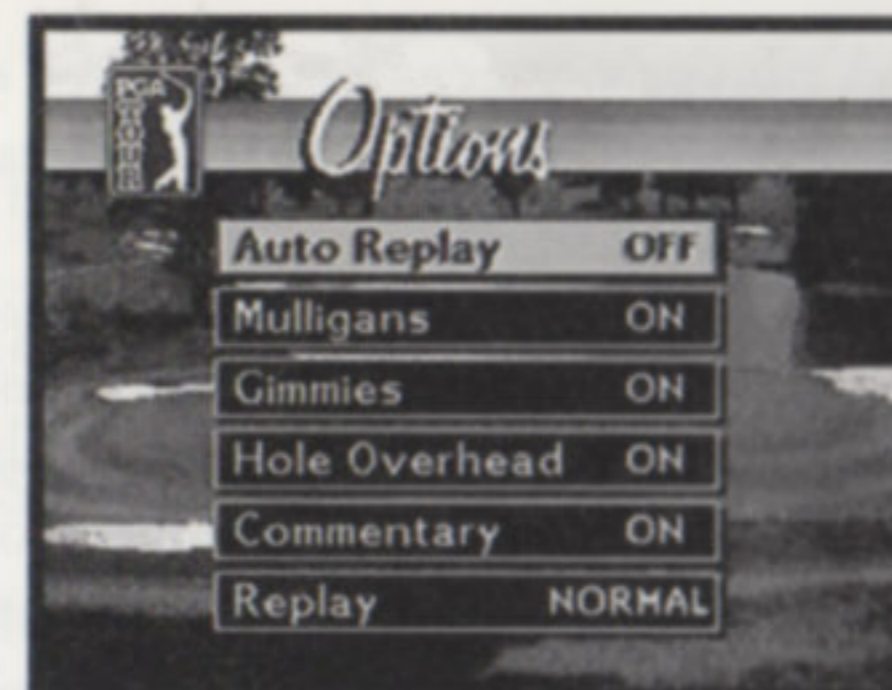 PGA TOUR
Options
Auto Replay OFF
Mulligans ON
Gimmies ON
Hole Overhead ON
Commentary ON
Replay NORMAL